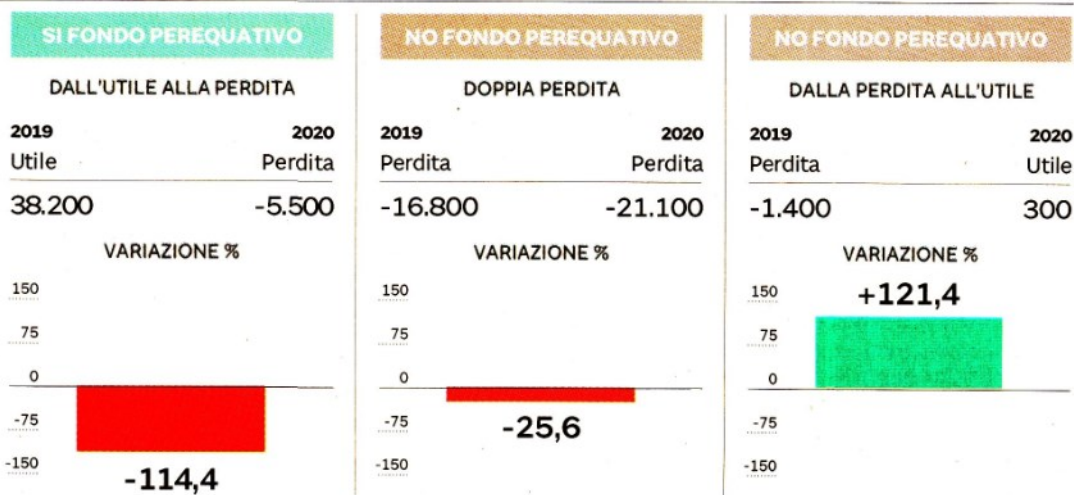 SI FONDO PEREQUATIVO
DALL'UTILE ALLA PERDITA
2019 2020
Utile Perdita
38.200 -5.500
VARIAZIONE %
150
75
0
-75
-150
-114,4
NO FONDO PEREQUATIVO
DOPPIA PERDITA
2019 2020
Perdita Perdita
-16.800 -21.100
VARIAZIONE %
150
75
0
-75
-150
-25,6
NO FONDO PEREQUATIVO
DALLA PERDITA ALL'UTILE
2019 2020
Perdita Utile
-1.400 300
VARIAZIONE %
150
+121,4
75
0
-75
-150